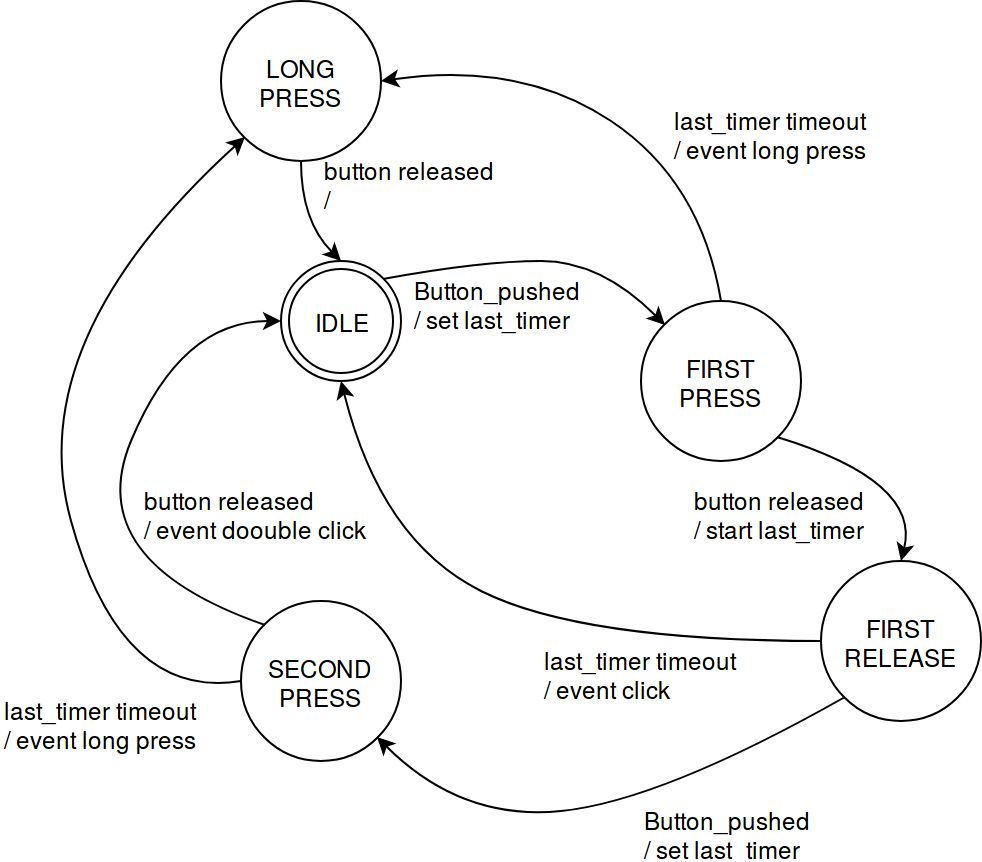 LONG
PRESS
last_timer timeout
/ event long press
button released
/
IDLE
Button_pushed
/ set last_timer
FIRST
PRESS
button released
/ event doouble click
button released
/ start last_timer
FIRST
RELEASE
SECOND
PRESS
last_timer timeout
/ event click
last_timer timeout
/ event long press
Button_pushed
/ set last_timer